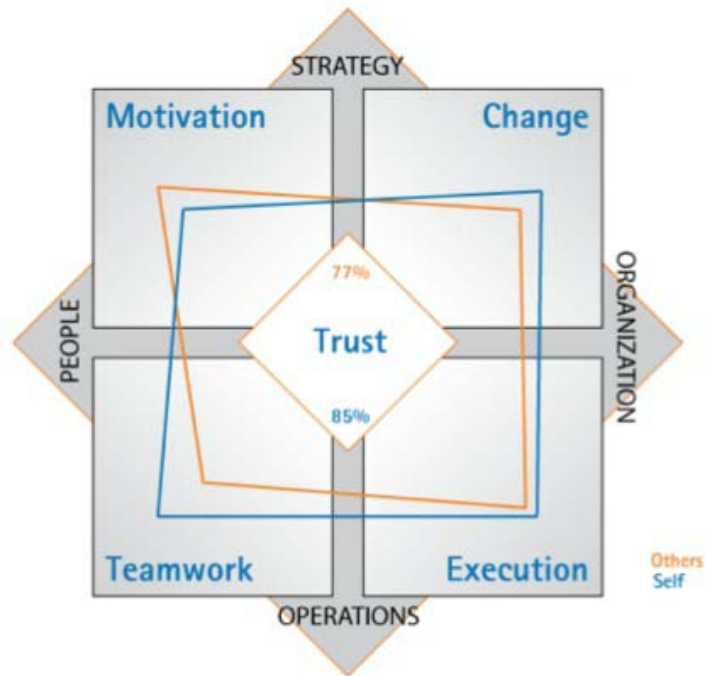 STRATEGY
Motivation
Change
77%
PEOPLE
Trust
ORGANIZATION
85%
Teamwork
Execution
Others
Self
OPERATIONS